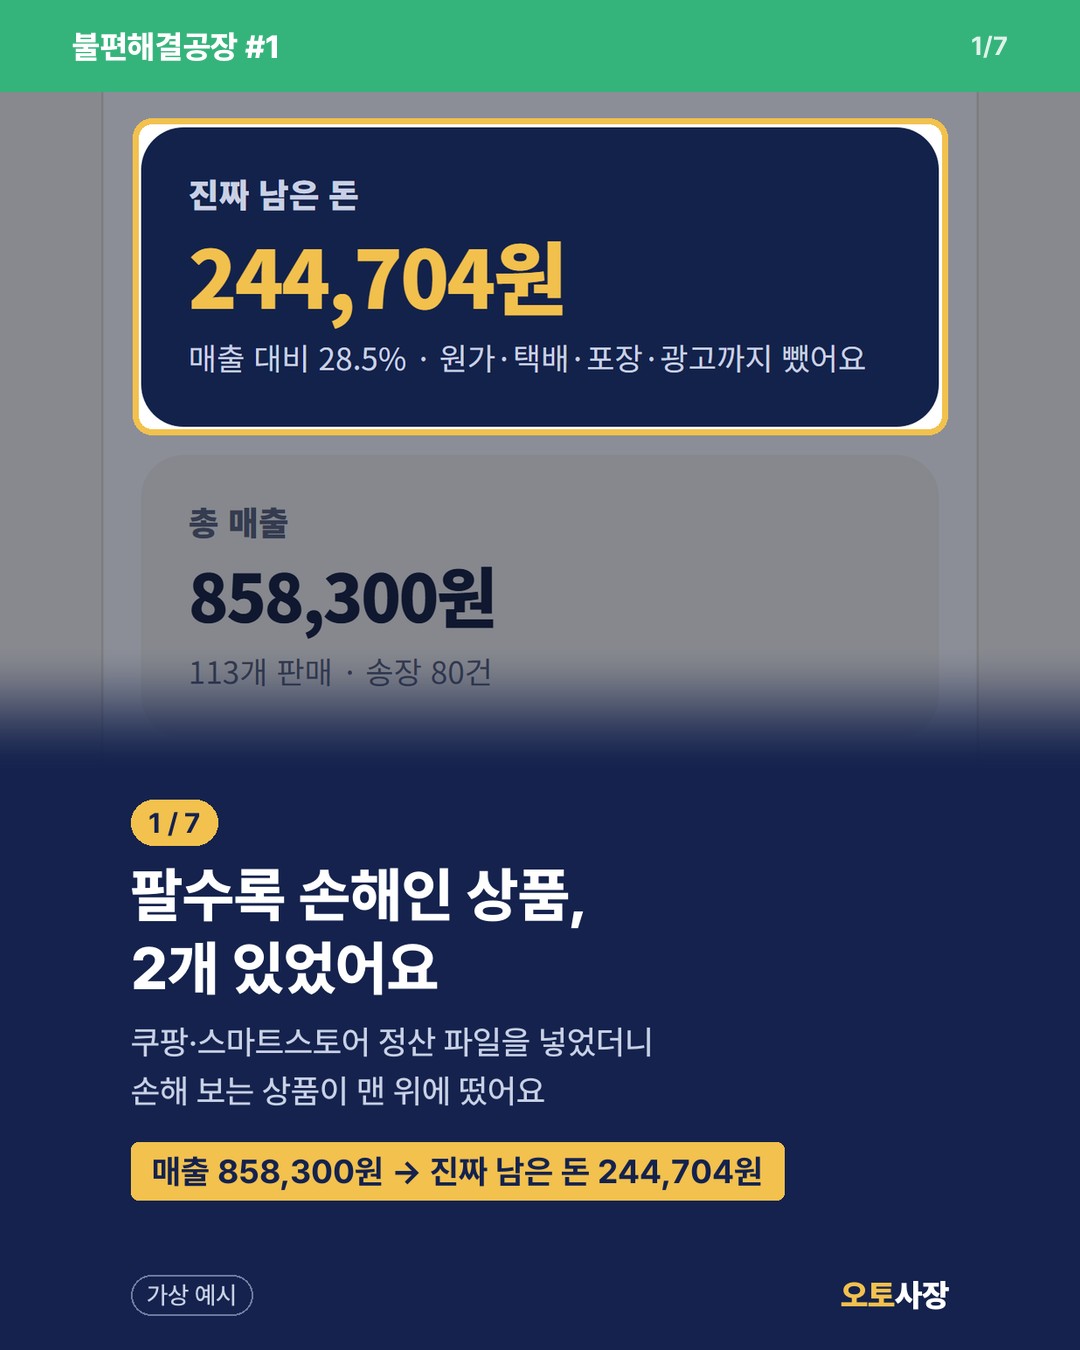 불편해결공장 #1
1/7
진짜 남은 돈
244,704원
매출 대비 28.5% · 원가·택배·포장·광고까지 뺐어요
총 매출
858,300원
113개 판매 · 송장 80건
1 / 7
팔수록 손해인 상품,
2개 있었어요
쿠팡·스마트스토어 정산 파일을 넣었더니
손해 보는 상품이 맨 위에 떴어요
매출 858,300원 → 진짜 남은 돈 244,704원
가상 예시
오토사장